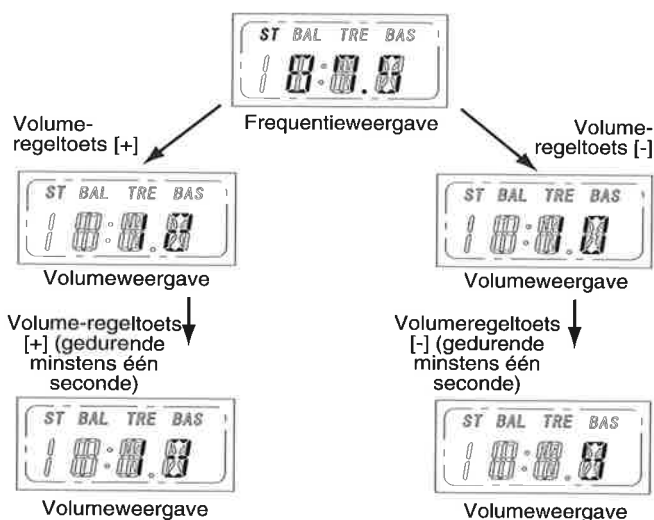 ST BAL TRE BAS
Frequentieweergave
Volume-
regeltoets [+]
Volume-
regeltoets [-]
ST BAL TRE BAS
Volumeweergave
ST BAL TRE BAS
Volumeweergave
Volume-regeltoets
[+] (gedurende
minstens één
seconde)
Volumeregeltoets
[-] (gedurende
minstens één
seconde)
ST BAL TRE BAS
Volumeweergave
ST BAL TRE BAS
Volumeweergave